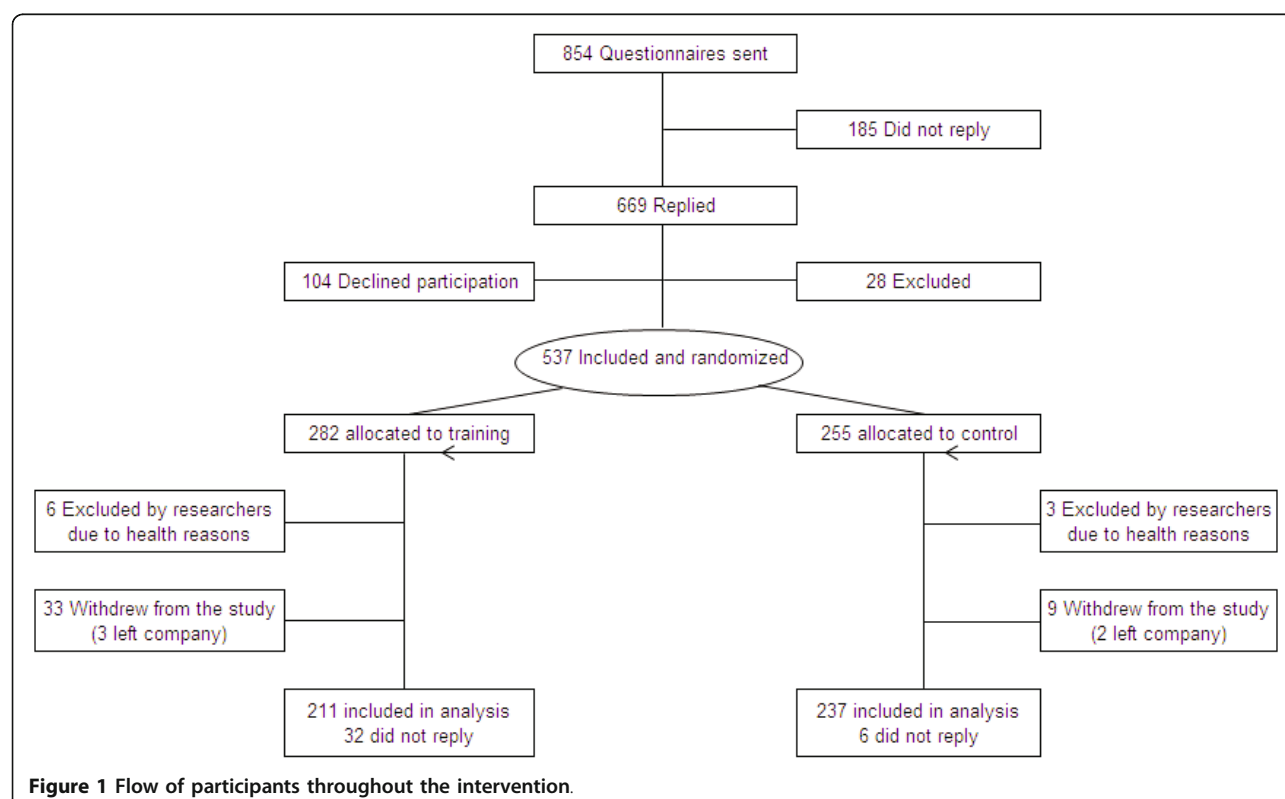 854 Questionnaires sent
185 Did not reply
669 Replied
104 Declined participation
28 Excluded
537 Included and randomized
282 allocated to training
255 allocated to control
6 Excluded by researchers
due to health reasons
3 Excluded by researchers
due to health reasons
33 Withdrew from the study
(3 left company)
9 Withdrew from the study
(2 left company)
211 included in analysis
32 did not reply
237 included in analysis
6 did not reply
Figure 1 Flow of participants throughout the intervention.